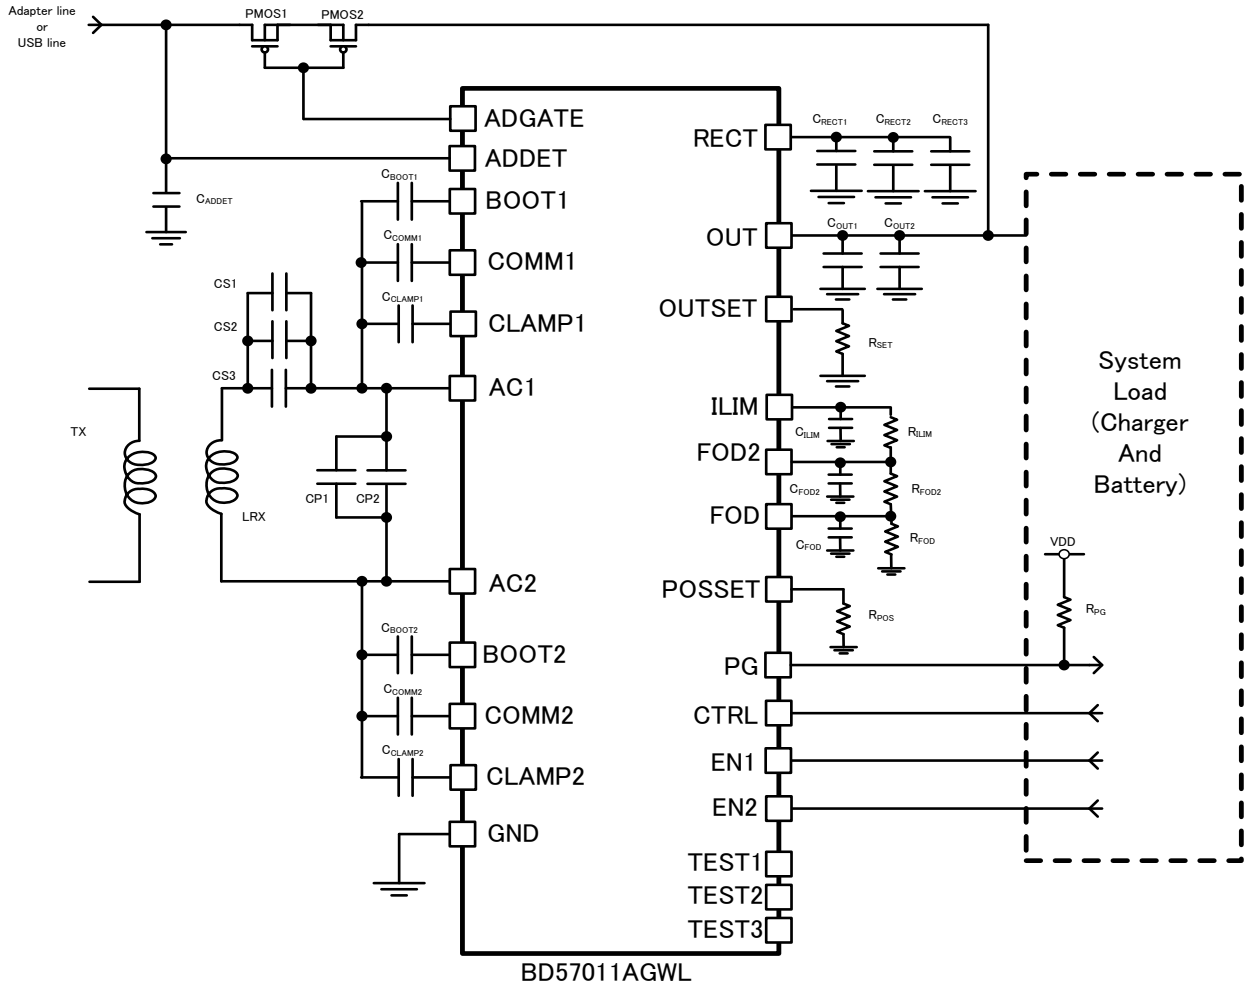 Adapter line
or
USB line
PMOS1
PMOS2
ADGATE
ADDET
BOOT1
COMM1
CLAMP1
AC1
AC2
BOOT2
COMM2
CLAMP2
GND
CADDET
CBOOT1
CCOMM1
CCLAMP1
CS1
CS2
CS3
TX
LRX
CP1
CP2
CBOOT2
CCOMM2
CCLAMP2
RECT
OUT
OUTSET
ILIM
FOD2
FOD
POSSET
PG
CTRL
EN1
EN2
TEST1
TEST2
TEST3
CRECT1
CRECT2
CRECT3
COUT1
COUT2
RSET
CILIM
RILIM
CFOD2
RFOD2
CFOD
RFOD
RPOS
VDD
RPG
System
Load
(Charger
And
Battery)
BD57011AGWL